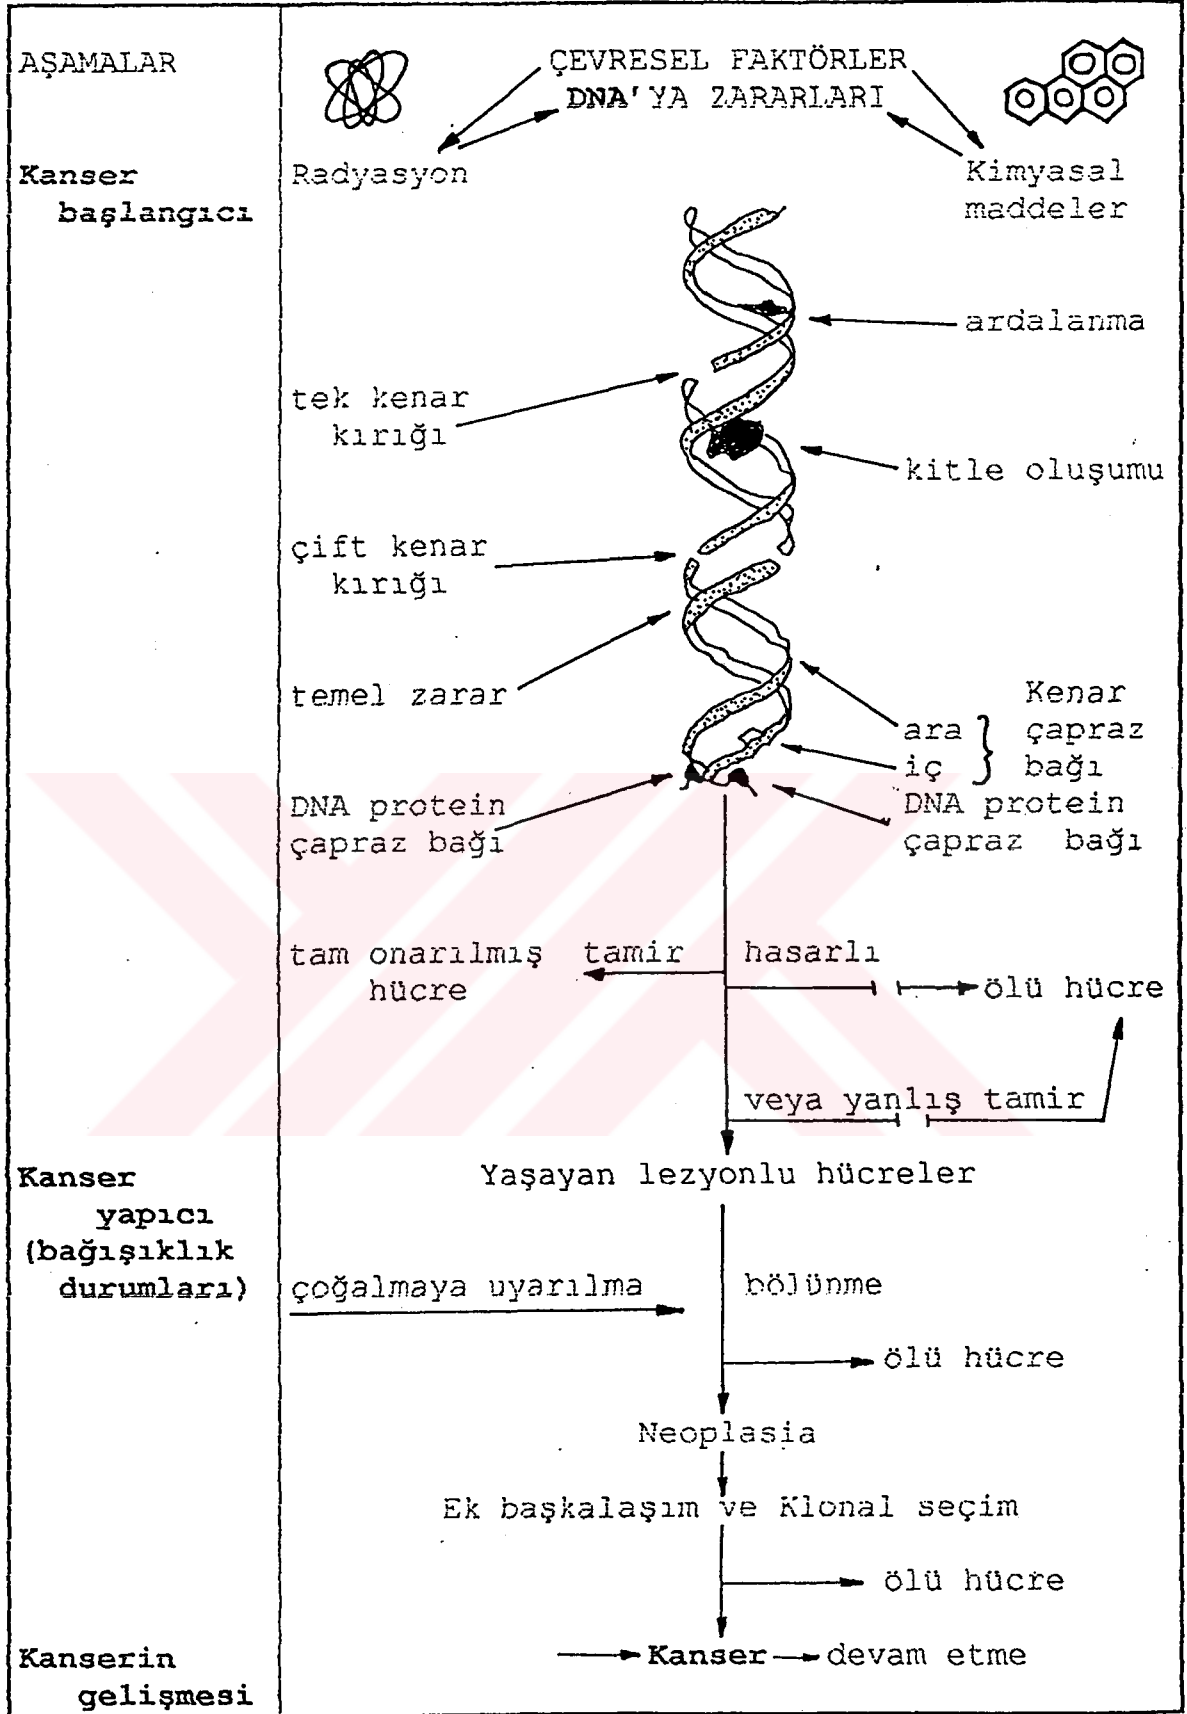 AŞAMALAR
ÇEVRESEL FAKTÖRLER
DNA'YA ZARARLARI
Kanser
başlangıcı
Radyasyon
Kimyasal
maddeler
ardalanma
tek kenar
kırığı
kitle oluşumu
çift kenar
kırığı
temel zarar
ara } Kenar
iç } çapraz
bağı
DNA protein
çapraz bağı
DNA protein
çapraz bağı
tam onarılmış
hücre
tamir
hasarlı
ölü hücre
veya yanlış tamir
Kanser
yapıcı
(bağışıklık
durumları)
Yaşayan lezyonlu hücreler
çoğalmaya uyarılma
bölünme
ölü hücre
Neoplasia
Ek başkalaşım ve Klonal seçim
ölü hücre
Kanserin
gelişmesi
Kanser
devam etme